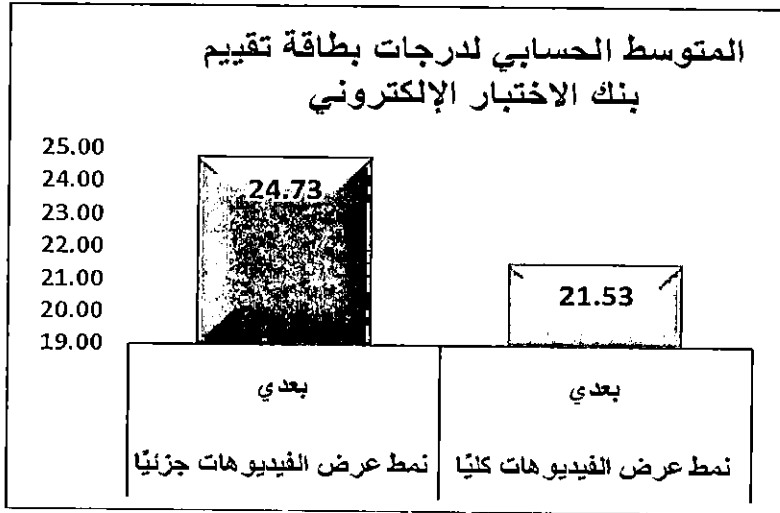 المتوسط الحسابي لدرجات بطاقة تقييم
بنك الاختبار الإلكتروني
25.00
24.00
23.00
22.00
21.00
20.00
19.00
24.73
21.53
بعدي
بعدي
نمط عرض الفيديوهات جزئيًا
نمط عرض الفيديوهات كليًا